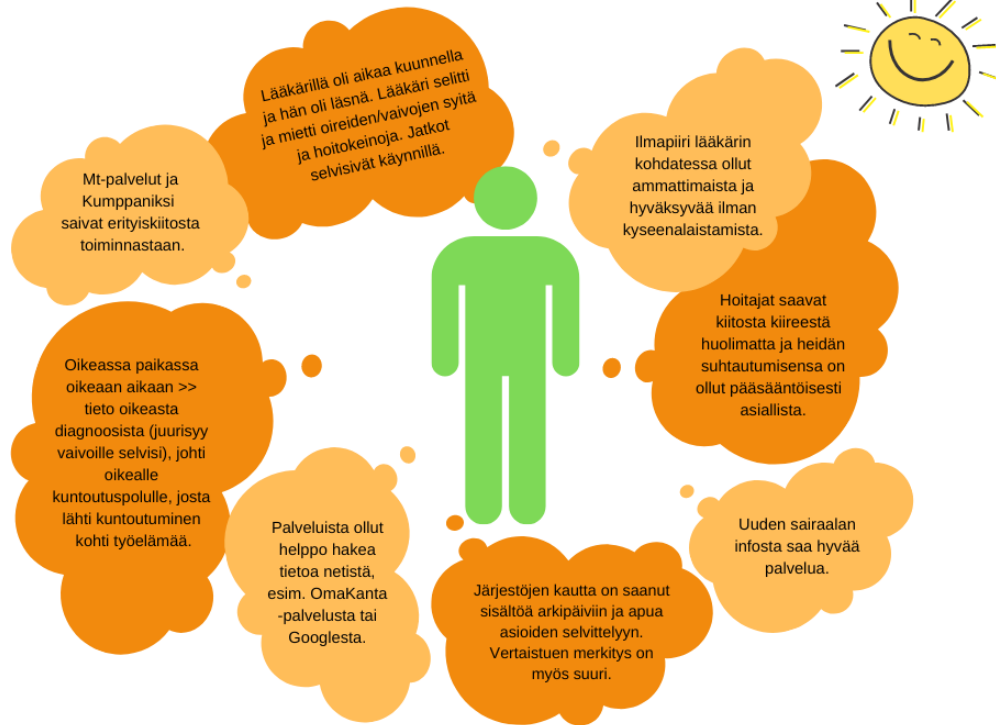 Lääkärillä oli aikaa kuunnella
ja hän oli läsnä. Lääkäri selitti
ja mietti oireiden/vaivojen syitä
ja hoitokeinoja. Jatkot
selvisivät käynnillä.
Ilmapiiri lääkärin
kohdatessa ollut
ammattimaista ja
hyväksyvää ilman
kyseenalaistamista.
Mt-palvelut ja
Kumppaniksi
saivat erityiskiitosta
toiminnastaan.
Hoitajat saavat
kiitosta kiireestä
huolimatta ja heidän
suhtautumisensa on
ollut pääsääntöisesti
asiallista.
Oikeassa paikassa
oikeaan aikaan >>
tieto oikeasta
diagnoosista (juurisyy
vaivoille selvisi), johti
oikealle
kuntoutuspolulle, josta
lähti kuntoutuminen
kohti työelämää.
Palveluista ollut
helppo hakea
tietoa netistä,
esim. OmaKanta
-palvelusta tai
Googlesta.
Järjestöjen kautta on saanut
sisältöä arkipäiviin ja apua
asioiden selvittelyyn.
Vertaistuen merkitys on
myös suuri.
Uuden sairaalan
infosta saa hyvää
palvelua.